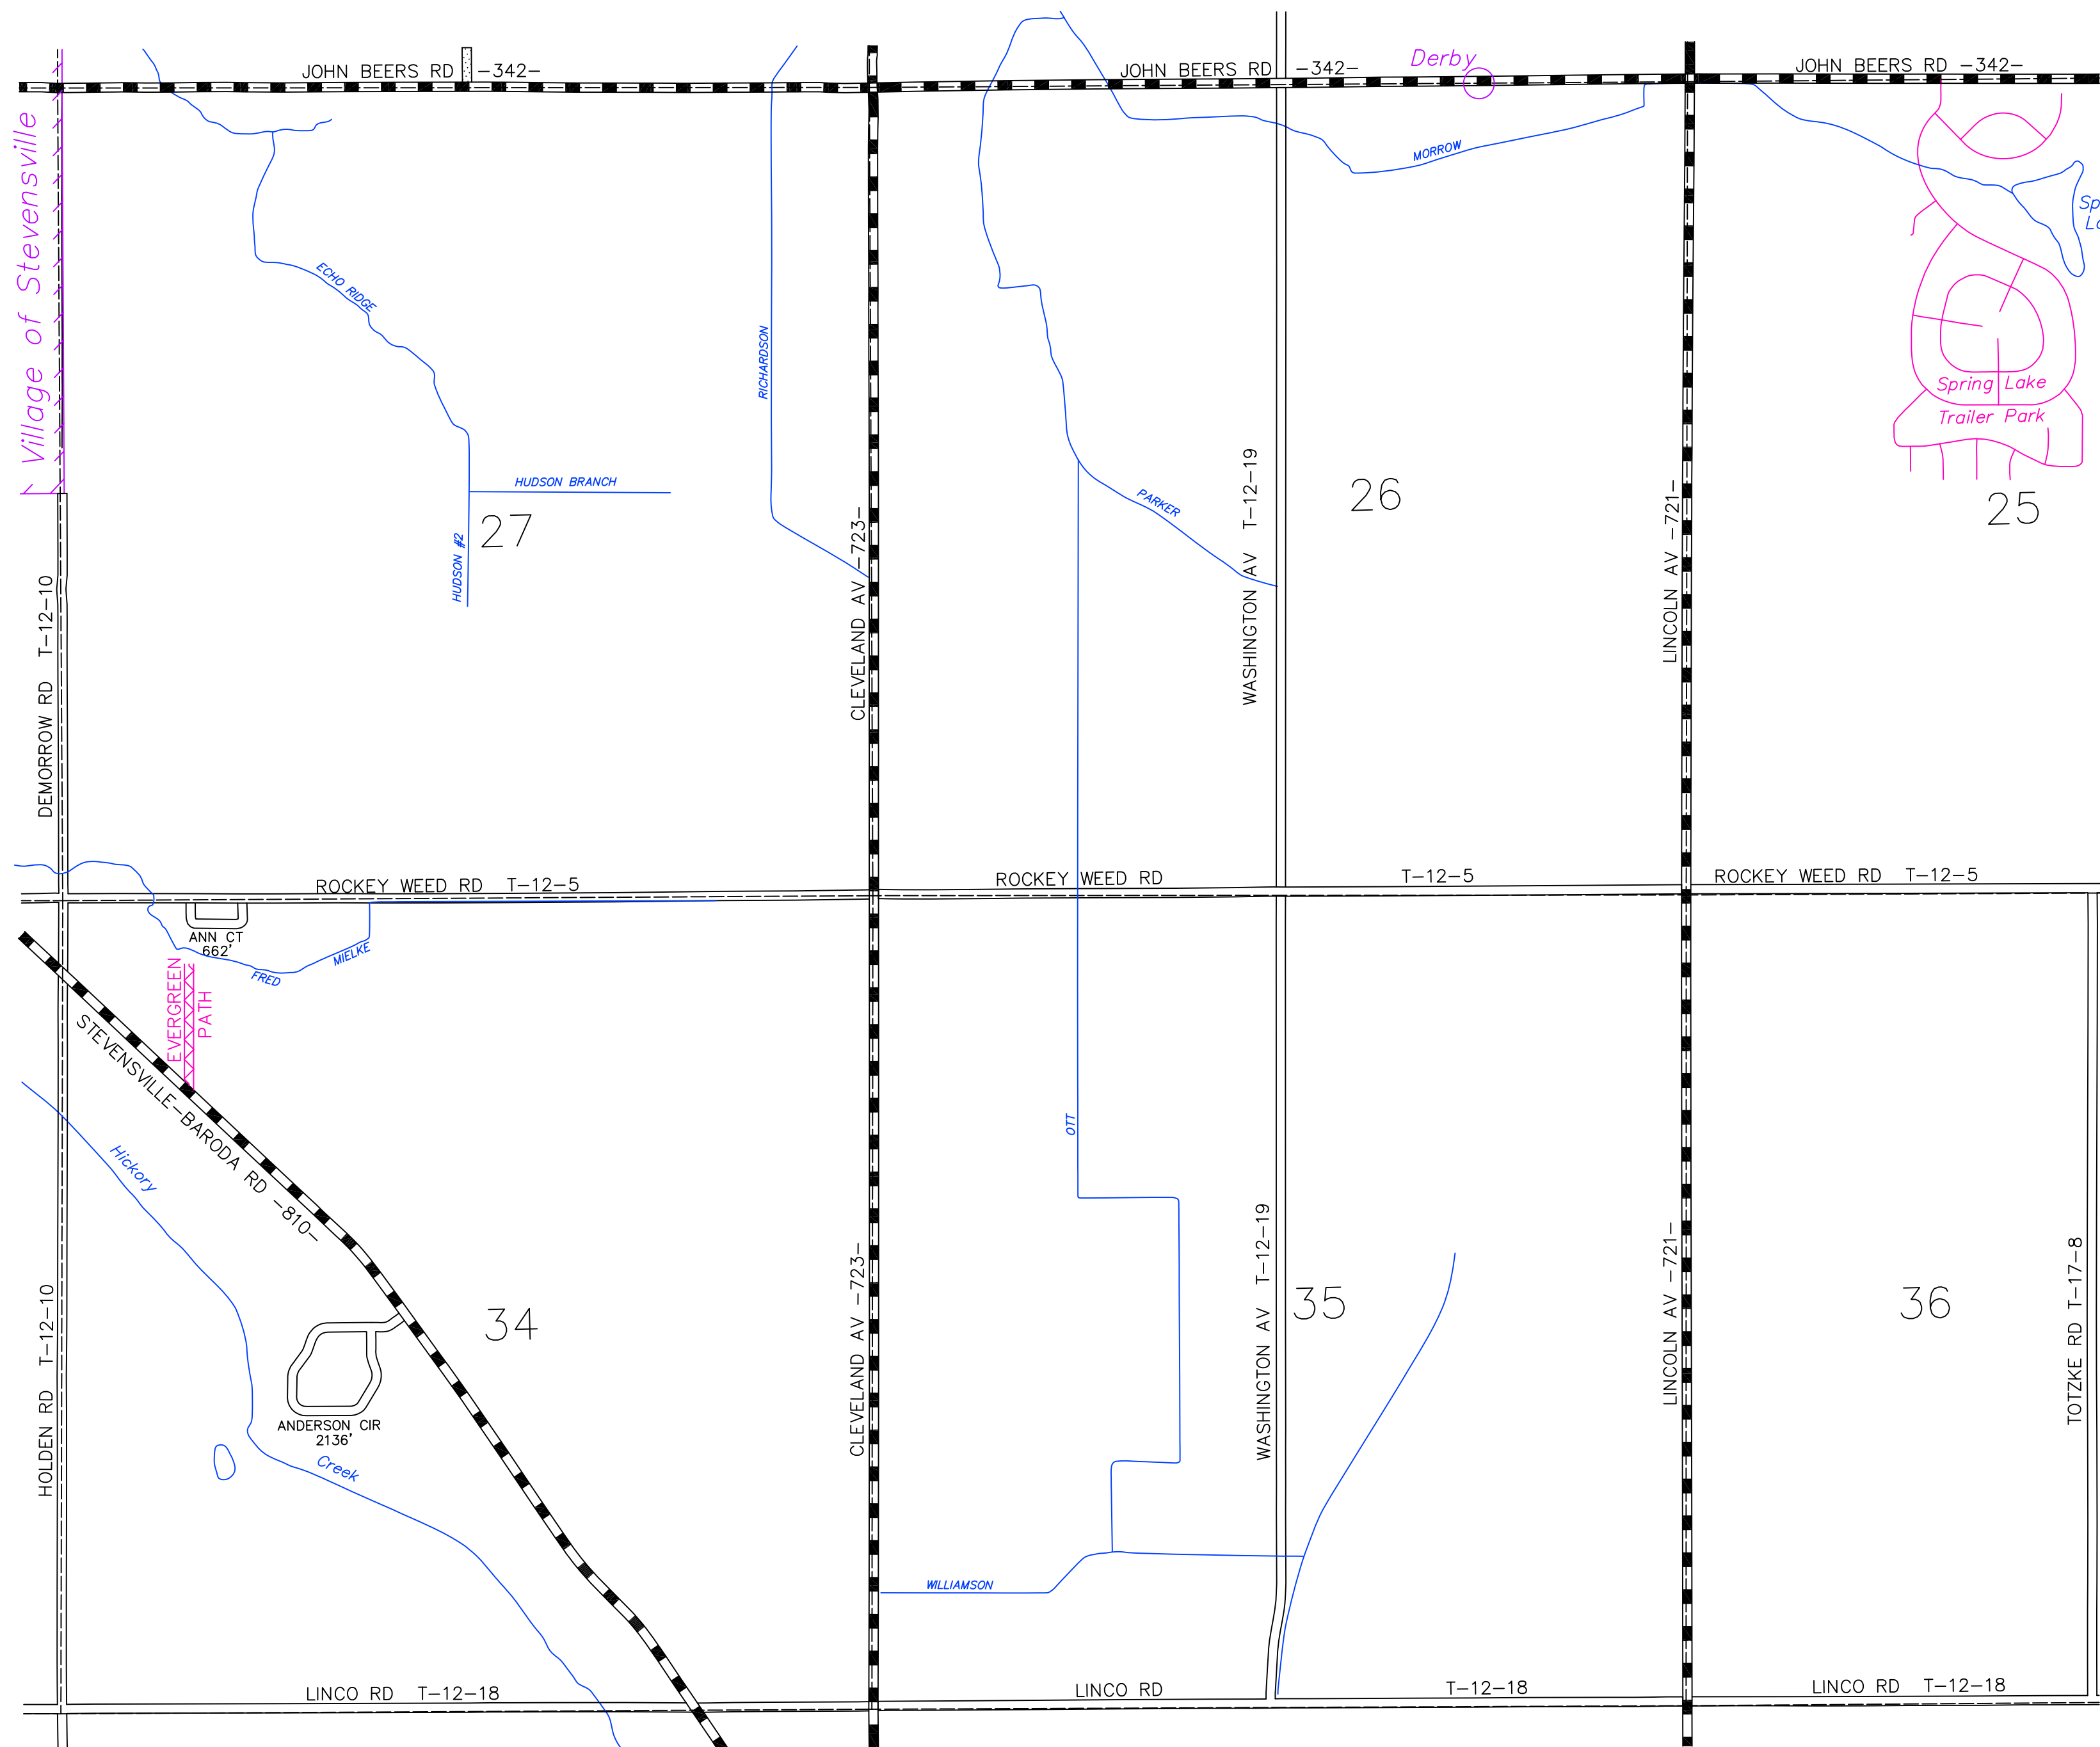 JOHN BEERS RD -342-
JOHN BEERS RD -342-
Derby
JOHN BEERS RD -342-
Village of Stevensville
MORROW
ECHO RIDGE
RICHARDSON
Spring Lake
Trailer Park
HUDSON BRANCH
27
HUDSON #2
CLEVELAND AV -723-
PARKER
WASHINGTON AV T-12-19
26
LINCOLN AV -721-
25
DEMORROW RD T-12-10
ROCKEY WEED RD T-12-5
ROCKEY WEED RD T-12-5
ROCKEY WEED RD T-12-5
ANN CT
662'
FRED MIELKE
EVERGREEN
PATH
STEVENSVILLE-BARODA RD -810-
Hickory
OTT
HOLDEN RD T-12-10
34
CLEVELAND AV -723-
WASHINGTON AV T-12-19
35
LINCOLN AV -721-
36
TOTZKE RD T-17-8
ANDERSON CIR
2136'
Creek
WILLIAMSON
LINCO RD T-12-18
LINCO RD T-12-18
LINCO RD T-12-18